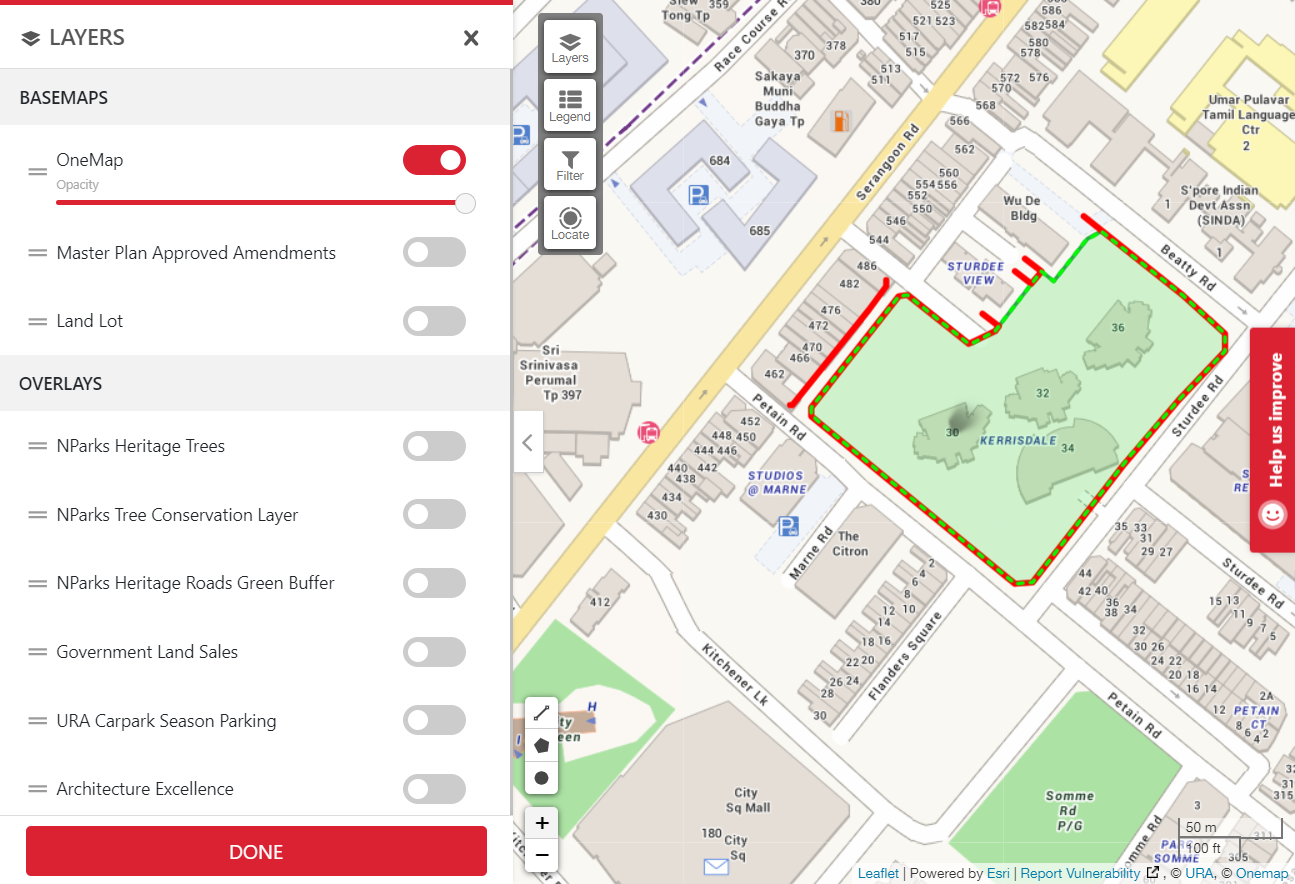 LAYERS
BASEMAPS
OneMap
Opacity
Master Plan Approved Amendments
Land Lot
OVERLAYS
NParks Heritage Trees
NParks Tree Conservation Layer
NParks Heritage Roads Green Buffer
Government Land Sales
URA Carpark Season Parking
Architecture Excellence
DONE
Layers
Legend
Filter
Locate
Tong Tp
359
Race Course R
380
525
521 523
517
515
513
511
586
582 584
580
578
572 576
570
568
566
562
560
554 556
552
550
546
544
370
378
Sakaya
Muni
Buddha
Gaya Tp
684
685
P
Serangoon Rd
Umar Pulavar
Tamil Language
Ctr
2
S'pore Indian
Devt Assn
(SINDA)
1
1
Wu De
Bldg
STURDEE
VIEW
Beatty Rd
486
482
476
472
470
466
462
36
32
30
34
KERRISDALE
Sturdee Rd
Help us improve
Sri
Srinivasa
Perumal
Tp 397
Petain Rd
452
448 450
444 446
440 442
438
434
430
STUDIOS
@ MARNE
P
Marne Rd
The
Citron
2
4
6
8
10
12
14
18 16
22 20
26 24
28
30
Flanders Square
412
Kitchener Lk
35 33
31
29 27
Sturdee Rd
44
42 40
36
38 34
32
30 26
24 22
20 18
16 14
12
15 13
11
9
7
5
2A
PETAIN
CT
8
6 4 2
Petain Rd
H
City
Sq Mall
180
City
Sq
Somme
Rd
P/G
3
305
311
315
50 m
100 ft
+
−
Leaflet | Powered by Esri | Report Vulnerability , © URA, © Onemap